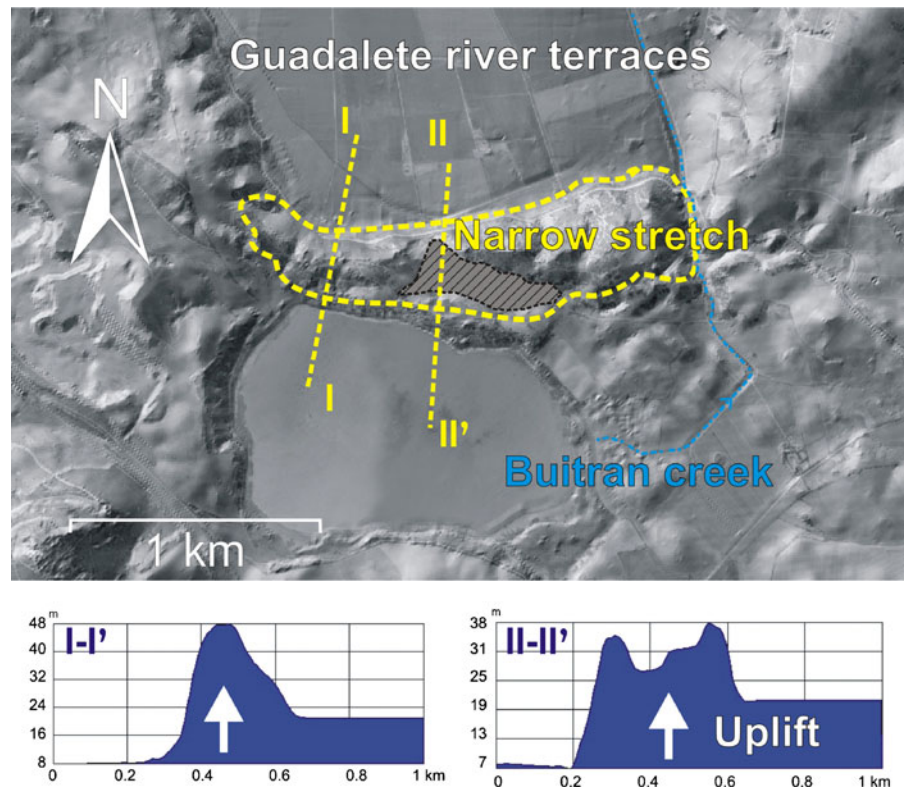 Guadalete river terraces
N
I
II
Narrow stretch
I
II'
Buitran creek
1 km
m
I-I'
48
40
32
24
16
8
0
0.2
0.4
0.6
0.8
1 km
m
II-II'
38
31
25
19
13
7
Uplift
0
0.2
0.4
0.6
0.8
1 km